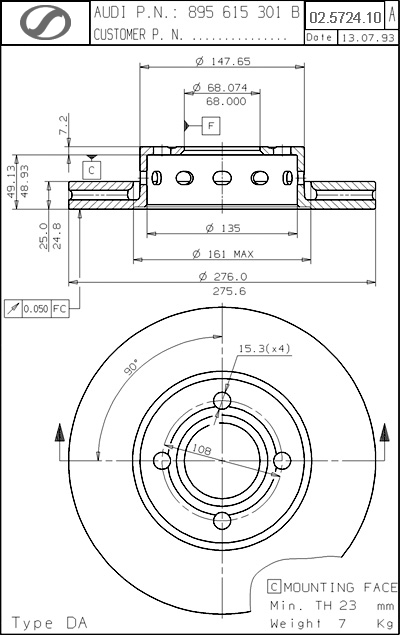 AUDI P.N.: 895 615 301 B
02.5724.10 A
CUSTOMER P. N. ...............
Date 13.07.93
Ø 147.65
Ø 68.074
68.000
7.2
F
C
49.13
48.93
25.0
24.8
Ø 135
Ø 161 MAX
Ø 276.0
275.6
0.050 FC
15.3(x4)
90°
108
C MOUNTING FACE
Min. TH 23 mm
Weight 7 Kg
Type DA